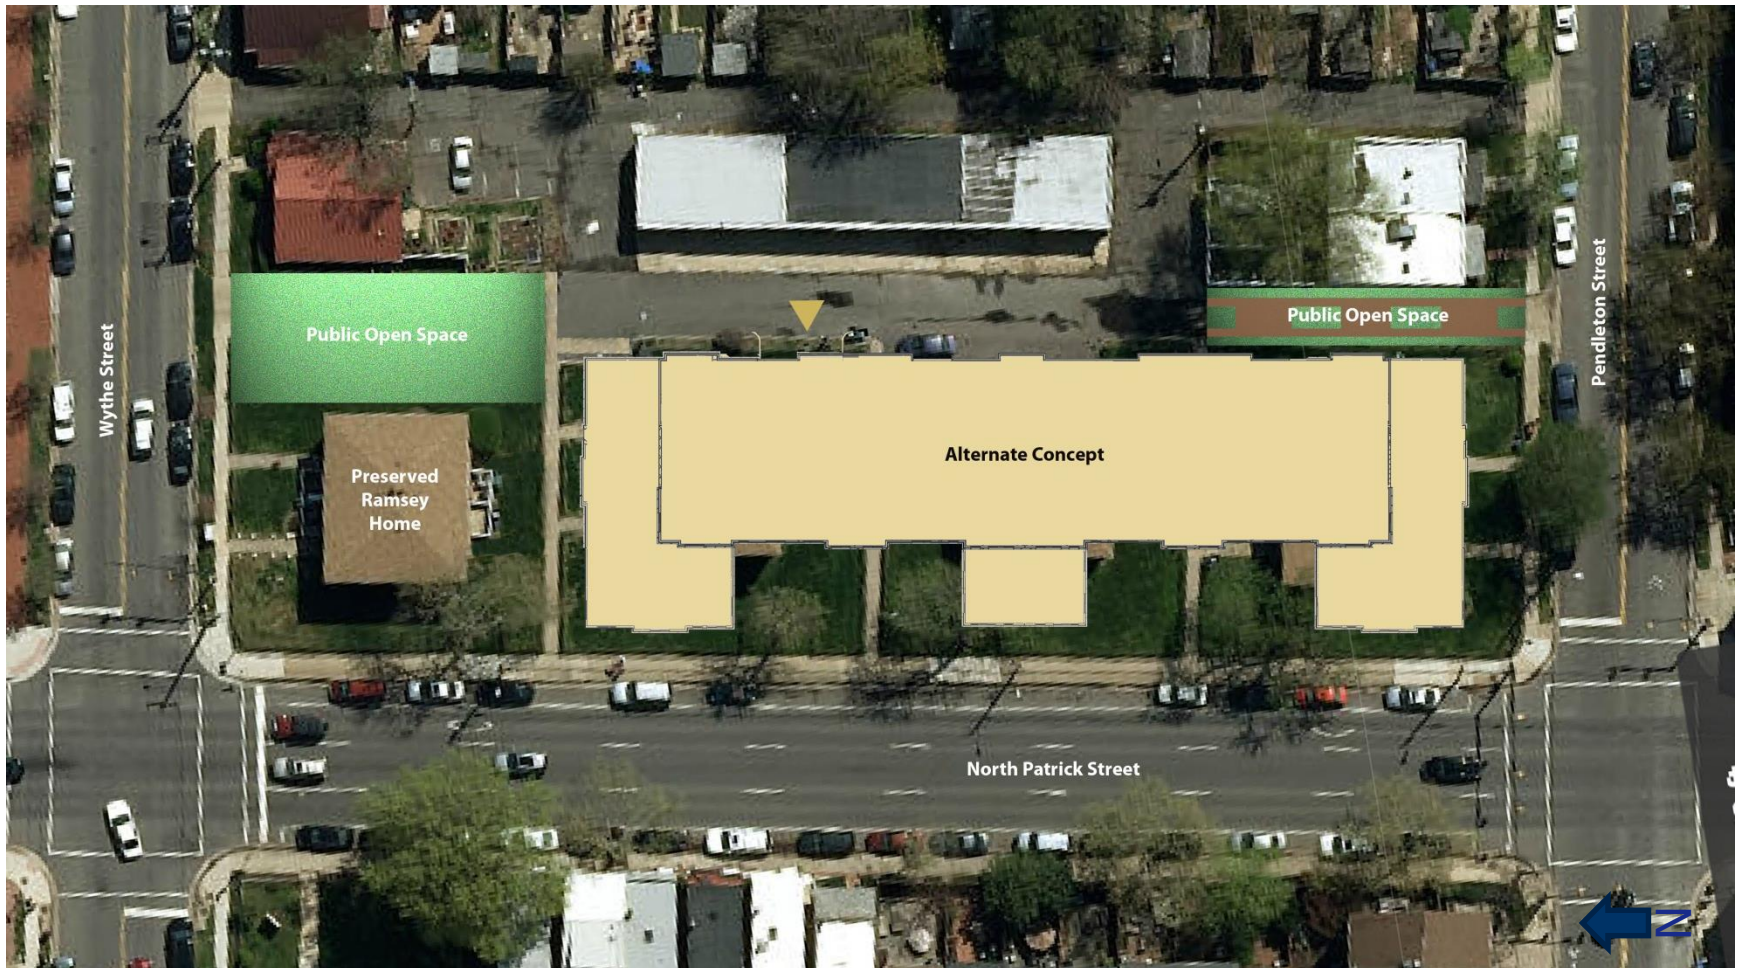 Public Open Space
Public Open Space
Wythe Street
Pendleton Street
Alternate Concept
Preserved
Ramsey
Home
North Patrick Street
N